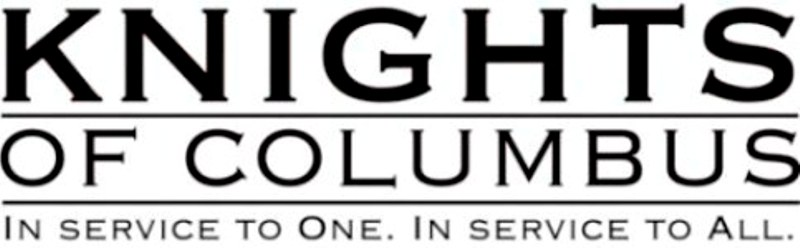 KNIGHTS
OF COLUMBUS
IN SERVICE TO ONE. IN SERVICE TO ALL.